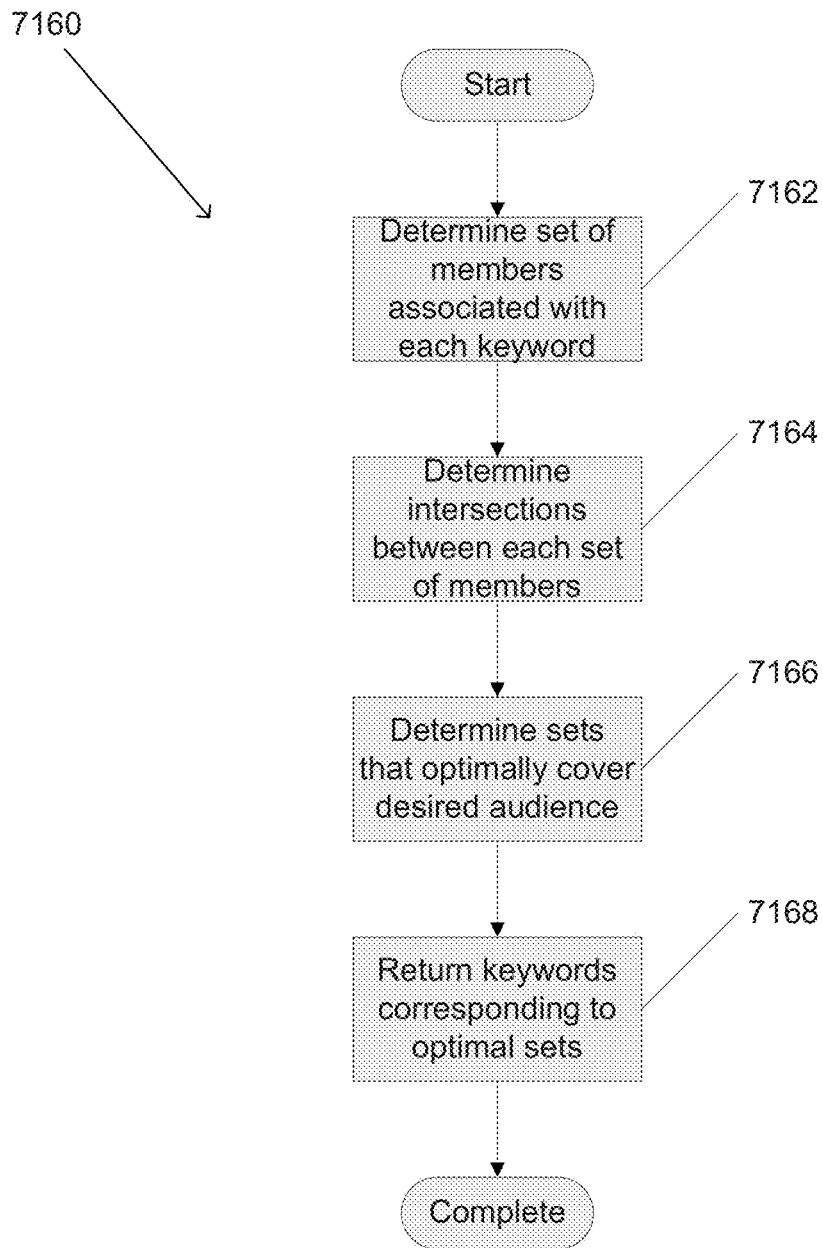 7160
Start
7162
Determine set of
members
associated with
each keyword
7164
Determine
intersections
between each set
of members
7166
Determine sets
that optimally cover
desired audience
7168
Return keywords
corresponding to
optimal sets
Complete